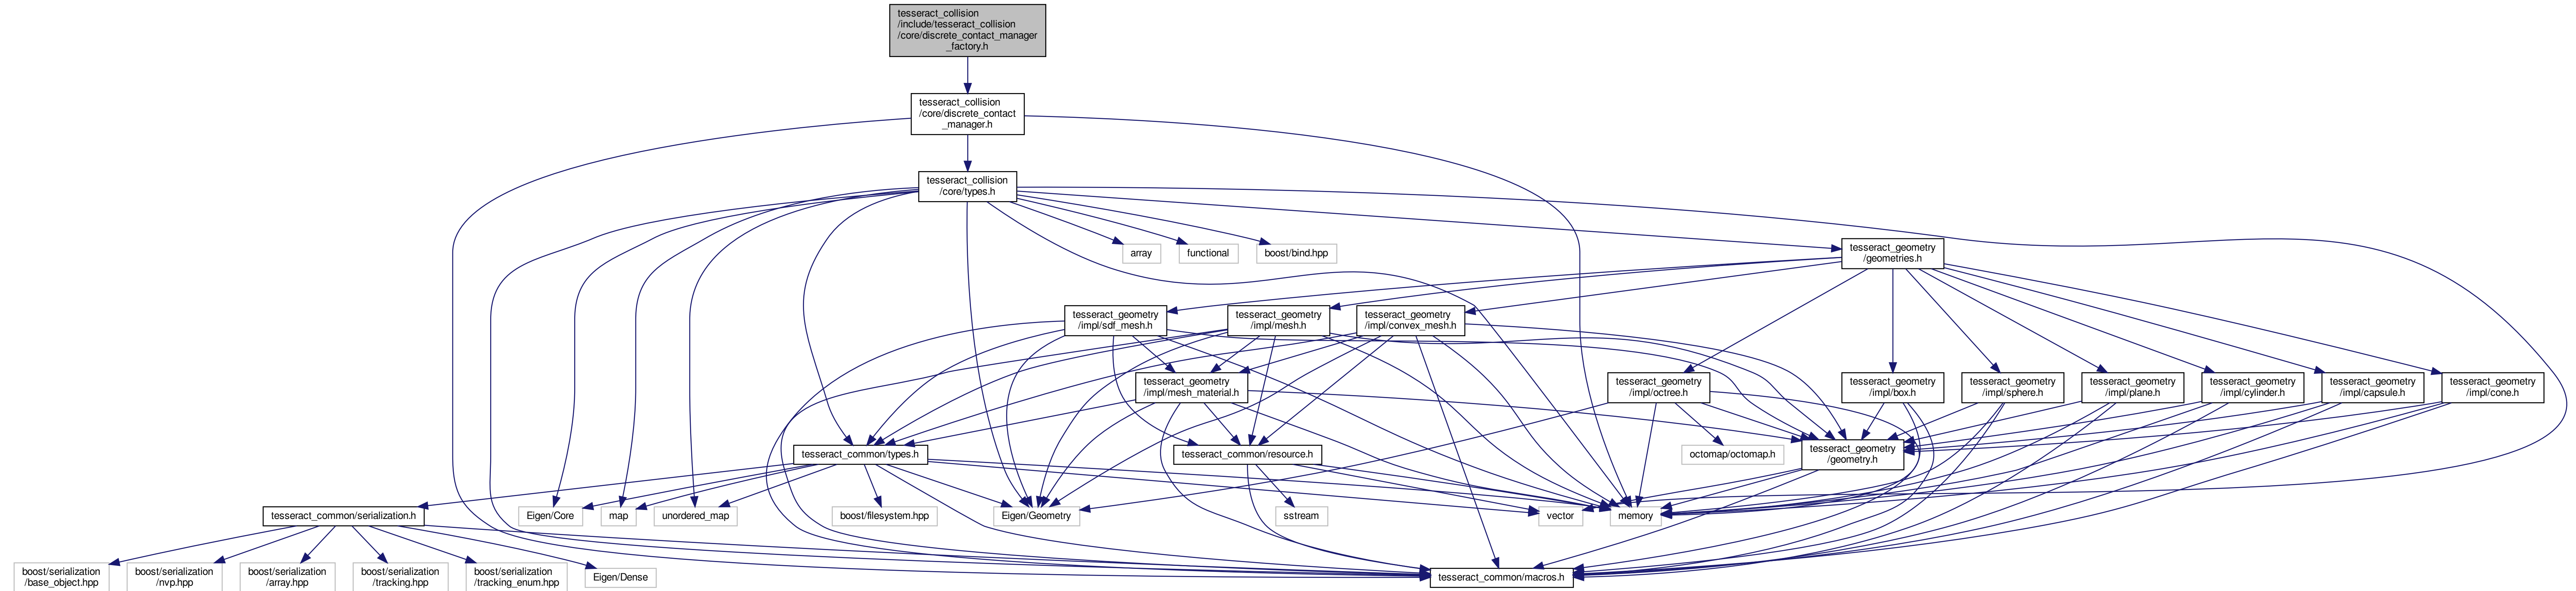 tesseract_collision
/include/tesseract_collision
/core/discrete_contact_manager
_factory.h
tesseract_collision
/core/discrete_contact
_manager.h
tesseract_collision
/core/types.h
array
functional
boost/bind.hpp
tesseract_geometry
/geometries.h
tesseract_geometry
/impl/sdf_mesh.h
tesseract_geometry
/impl/mesh.h
tesseract_geometry
/impl/convex_mesh.h
tesseract_geometry
/impl/mesh_material.h
tesseract_geometry
/impl/octree.h
tesseract_geometry
/impl/box.h
tesseract_geometry
/impl/sphere.h
tesseract_geometry
/impl/plane.h
tesseract_geometry
/impl/cylinder.h
tesseract_geometry
/impl/capsule.h
tesseract_geometry
/impl/cone.h
tesseract_common/types.h
tesseract_common/resource.h
octomap/octomap.h
tesseract_geometry
/geometry.h
tesseract_common/serialization.h
Eigen/Core
map
unordered_map
boost/filesystem.hpp
Eigen/Geometry
sstream
vector
memory
boost/serialization
/base_object.hpp
boost/serialization
/nvp.hpp
boost/serialization
/array.hpp
boost/serialization
/tracking.hpp
boost/serialization
/tracking_enum.hpp
Eigen/Dense
tesseract_common/macros.h